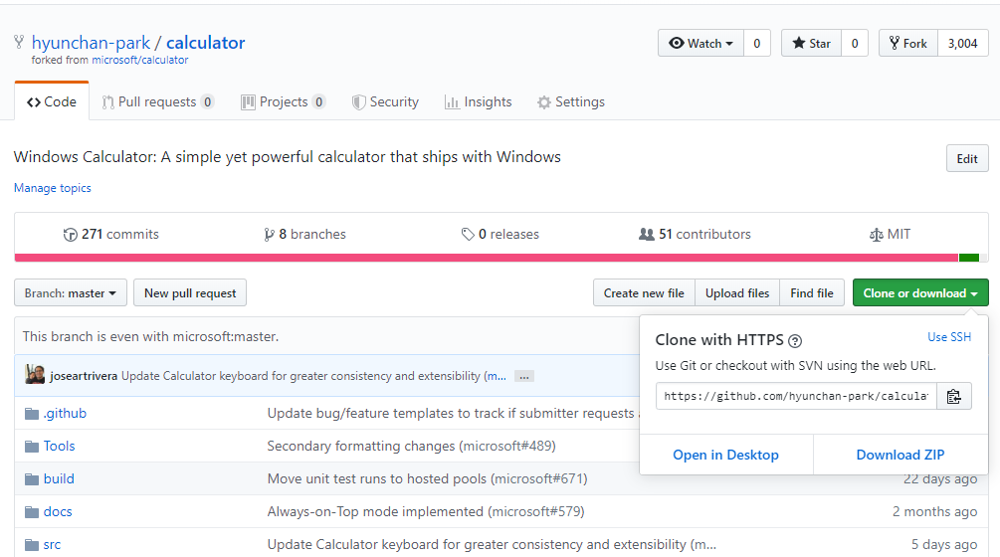 hyunchan-park / calculator
forked from microsoft/calculator
Watch 0 Star 0 Fork 3,004
Code Pull requests 0 Projects 0 Security Insights Settings
Windows Calculator: A simple yet powerful calculator that ships with Windows
Edit
Manage topics
271 commits 8 branches 0 releases 51 contributors MIT
Branch: master New pull request Create new file Upload files Find file Clone or download
This branch is even with microsoft:master.
Clone with HTTPS ? Use SSH
Use Git or checkout with SVN using the web URL.
https://github.com/hyunchan-park/calcula
Open in Desktop Download ZIP
joseartrivera Update Calculator keyboard for greater consistency and extensibility (m... ...
.github Update bug/feature templates to track if submitter requests
Tools Secondary formatting changes (microsoft#489)
build Move unit test runs to hosted pools (microsoft#671) 22 days ago
docs Always-on-Top mode implemented (microsoft#579) 2 months ago
src Update Calculator keyboard for greater consistency and extensibility (m... 5 days ago